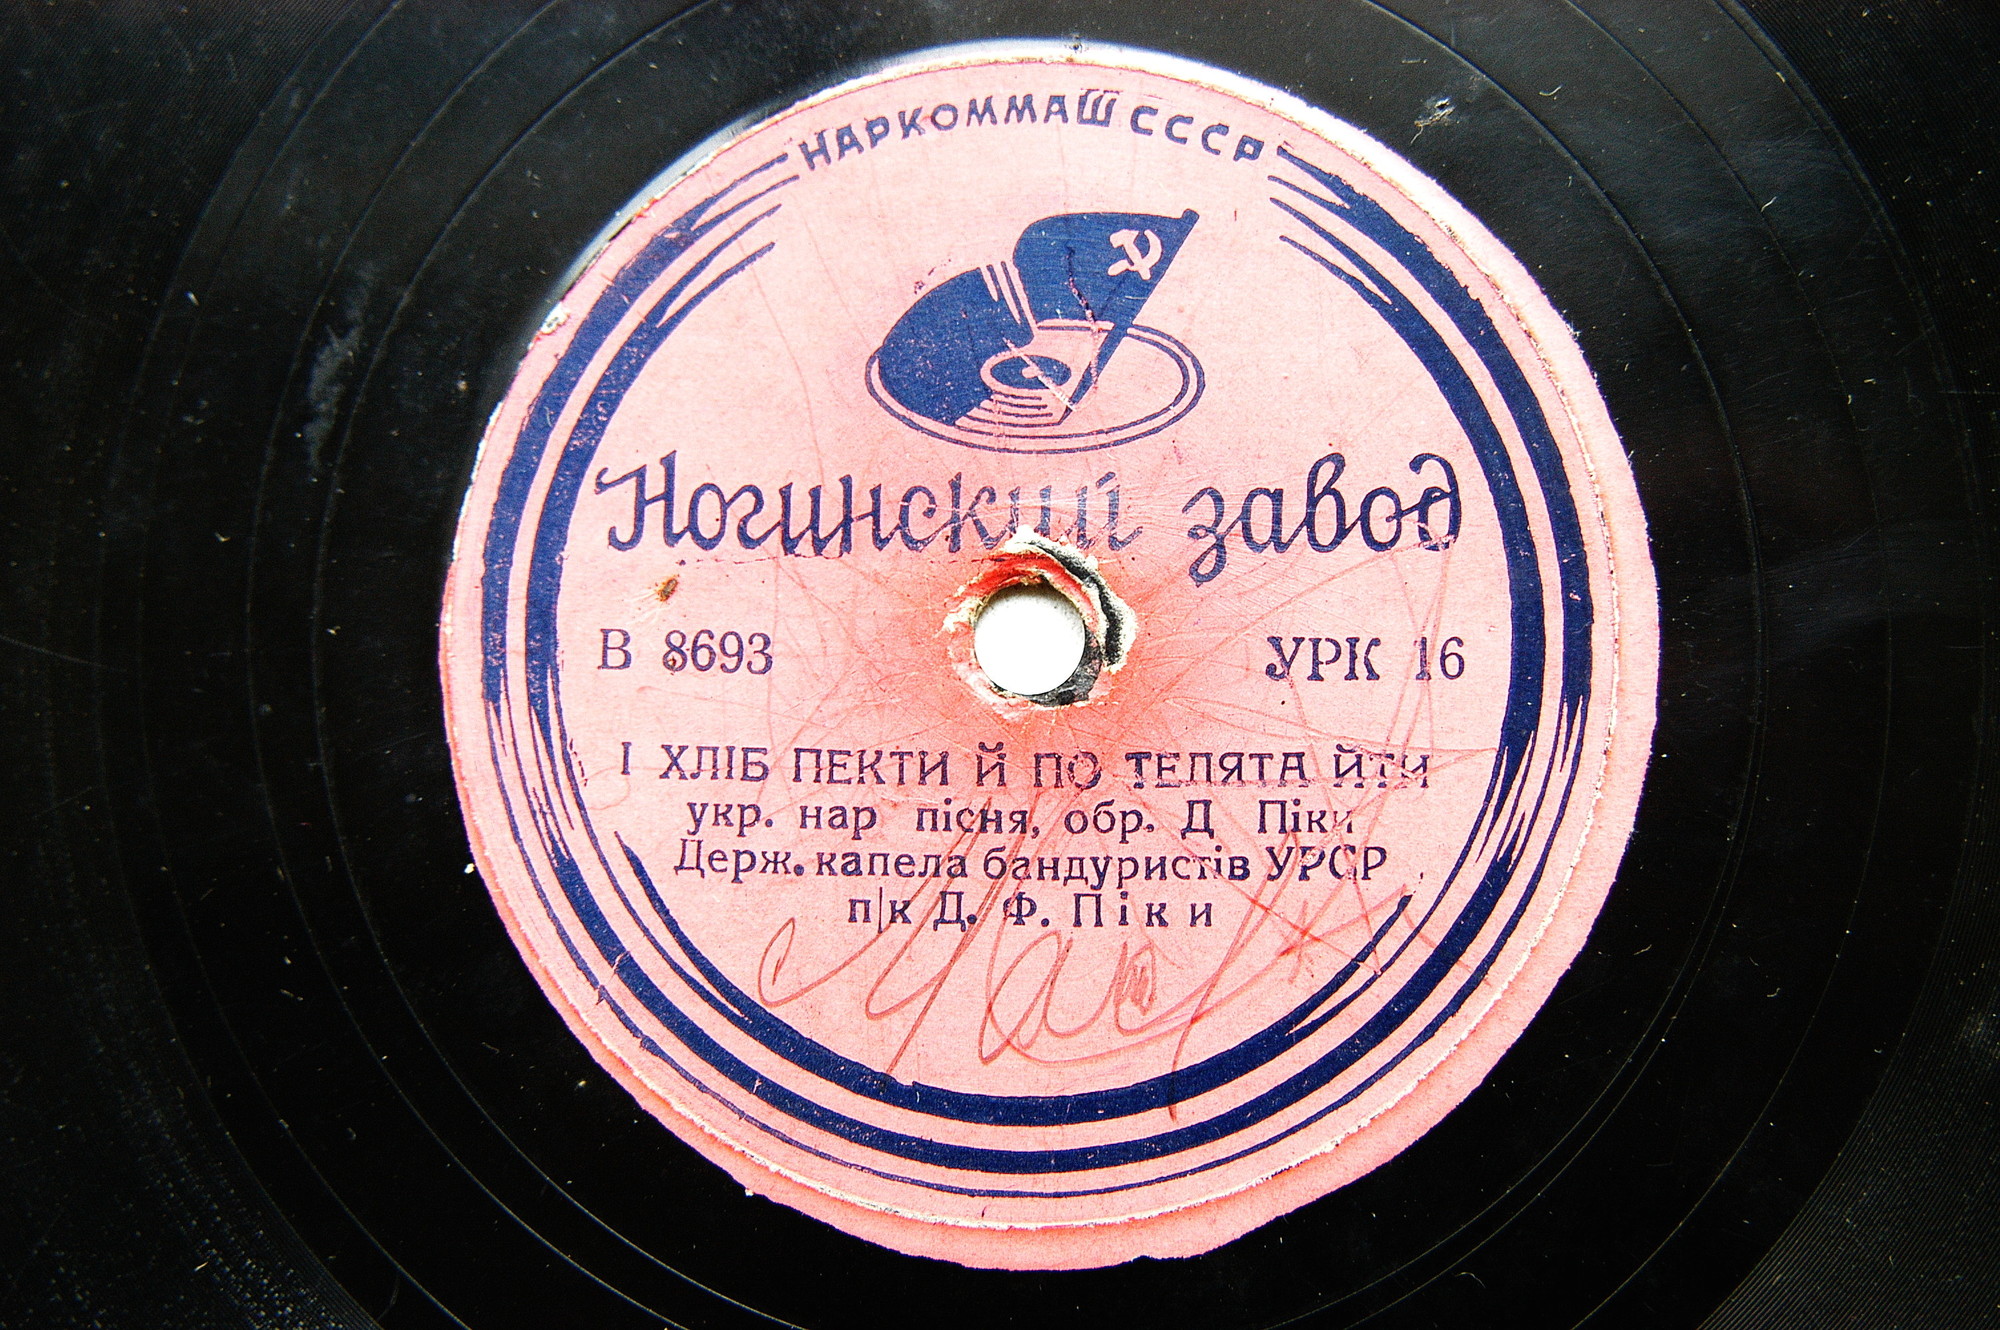 НАРКОММАШ СССР
Ногинский завод
В 8693 УРК 16
І ХЛІБ ПЕКТИ Й ПО ТЕЛЯТА ЙТИ
укр. нар пісня, обр. Д Піки
Держ. капела бандуристів УРСР
п/к Д. Ф. Піки